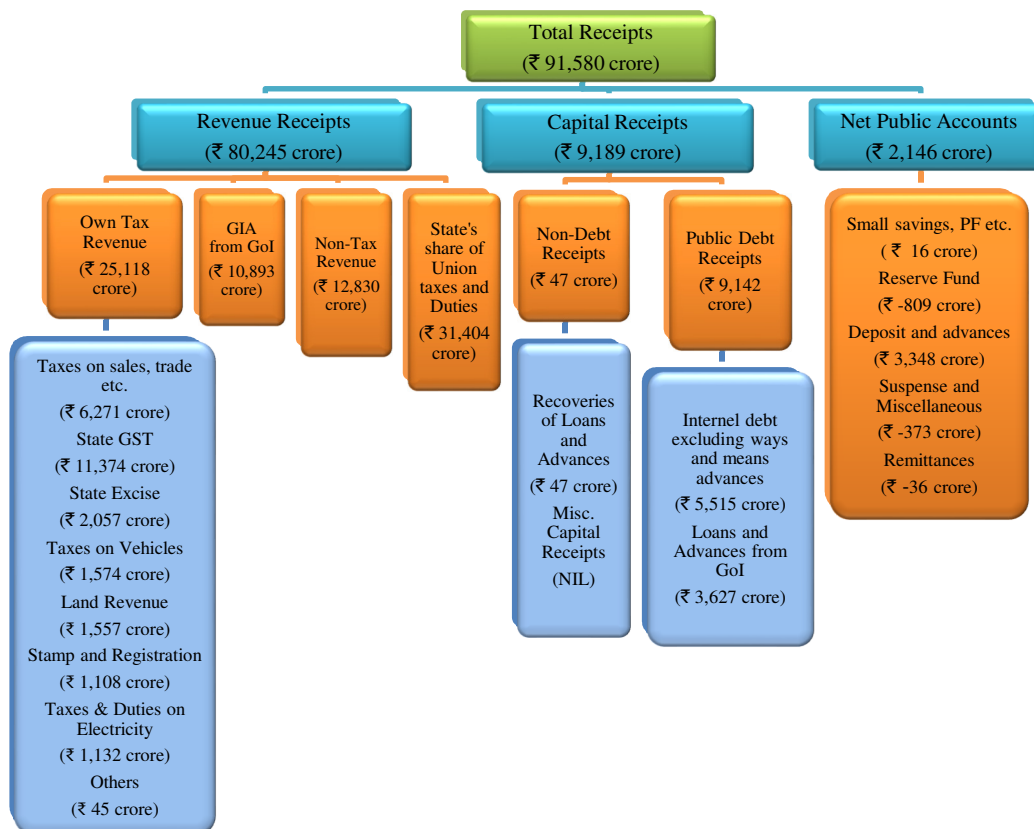 Total Receipts
(₹ 91,580 crore)
Revenue Receipts
(₹ 80,245 crore)
Capital Receipts
(₹ 9,189 crore)
Net Public Accounts
(₹ 2,146 crore)
Own Tax
Revenue
(₹ 25,118
crore)
GIA
from GoI
(₹ 10,893
crore)
Non-Tax
Revenue
(₹ 12,830
crore)
State's
share of
Union
taxes and
Duties
(₹ 31,404
crore)
Non-Debt
Receipts
(₹ 47 crore)
Public Debt
Receipts
(₹ 9,142
crore)
Small savings, PF etc.
( ₹ 16 crore)
Reserve Fund
(₹ -809 crore)
Deposit and advances
(₹ 3,348 crore)
Suspense and
Miscellaneous
(₹ -373 crore)
Remittances
(₹ -36 crore)
Taxes on sales, trade
etc.
(₹ 6,271 crore)
State GST
(₹ 11,374 crore)
State Excise
(₹ 2,057 crore)
Taxes on Vehicles
(₹ 1,574 crore)
Land Revenue
(₹ 1,557 crore)
Stamp and Registration
(₹ 1,108 crore)
Taxes & Duties on
Electricity
(₹ 1,132 crore)
Others
(₹ 45 crore)
Recoveries
of Loans
and
Advances
(₹ 47 crore)
Misc.
Capital
Receipts
(NIL)
Internel debt
excluding ways
and means
advances
(₹ 5,515 crore)
Loans and
Advances from
GoI
(₹ 3,627 crore)